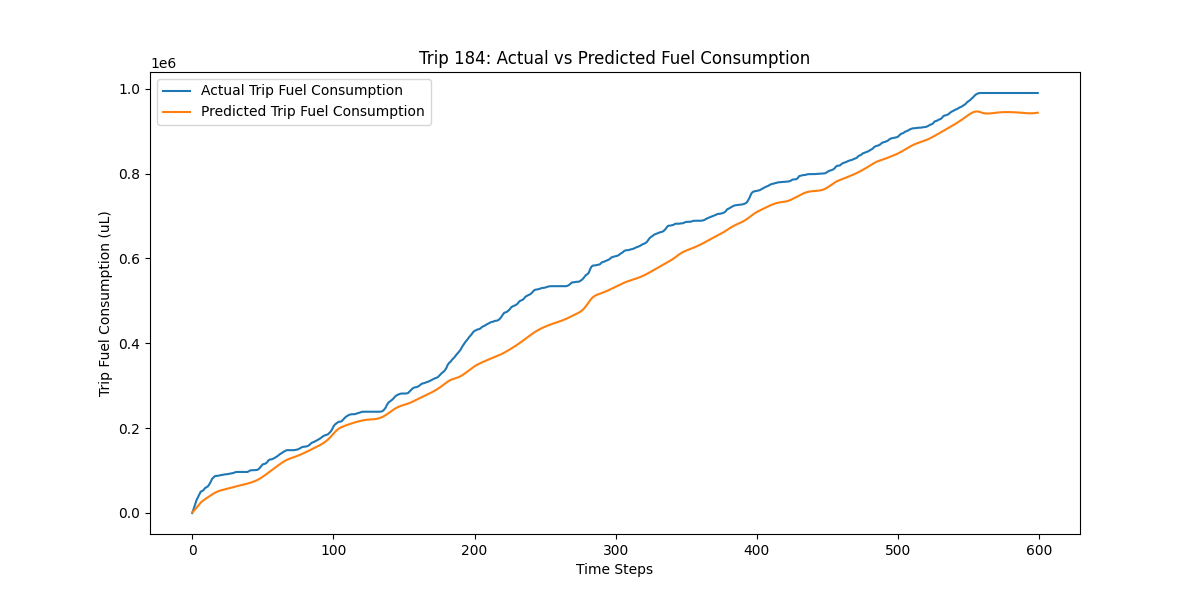 Trip 184: Actual vs Predicted Fuel Consumption
1e6
Actual Trip Fuel Consumption
Predicted Trip Fuel Consumption
Trip Fuel Consumption (uL)
1.0
0.8
0.6
0.4
0.2
0.0
0 100 200 300 400 500 600
Time Steps